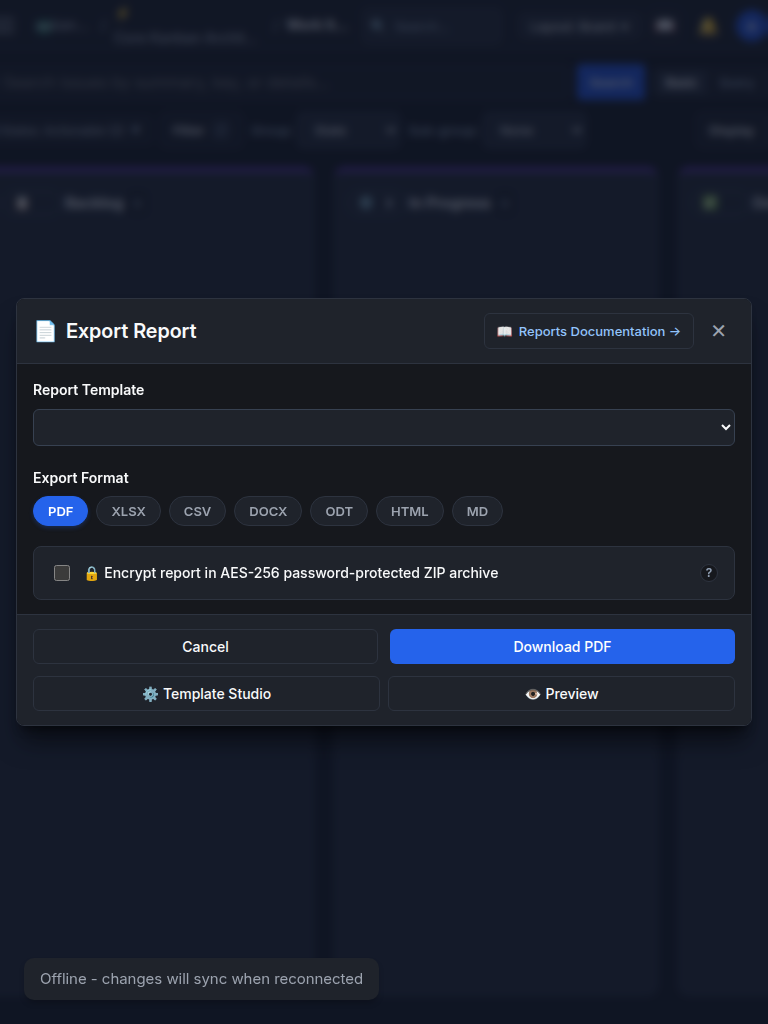 Backlog
In Progress
Export Report
Reports Documentation →
Report Template
Export Format
PDF
XLSX
CSV
DOCX
ODT
HTML
MD
Encrypt report in AES-256 password-protected ZIP archive
?
Cancel
Download PDF
Template Studio
Preview
Offline - changes will sync when reconnected